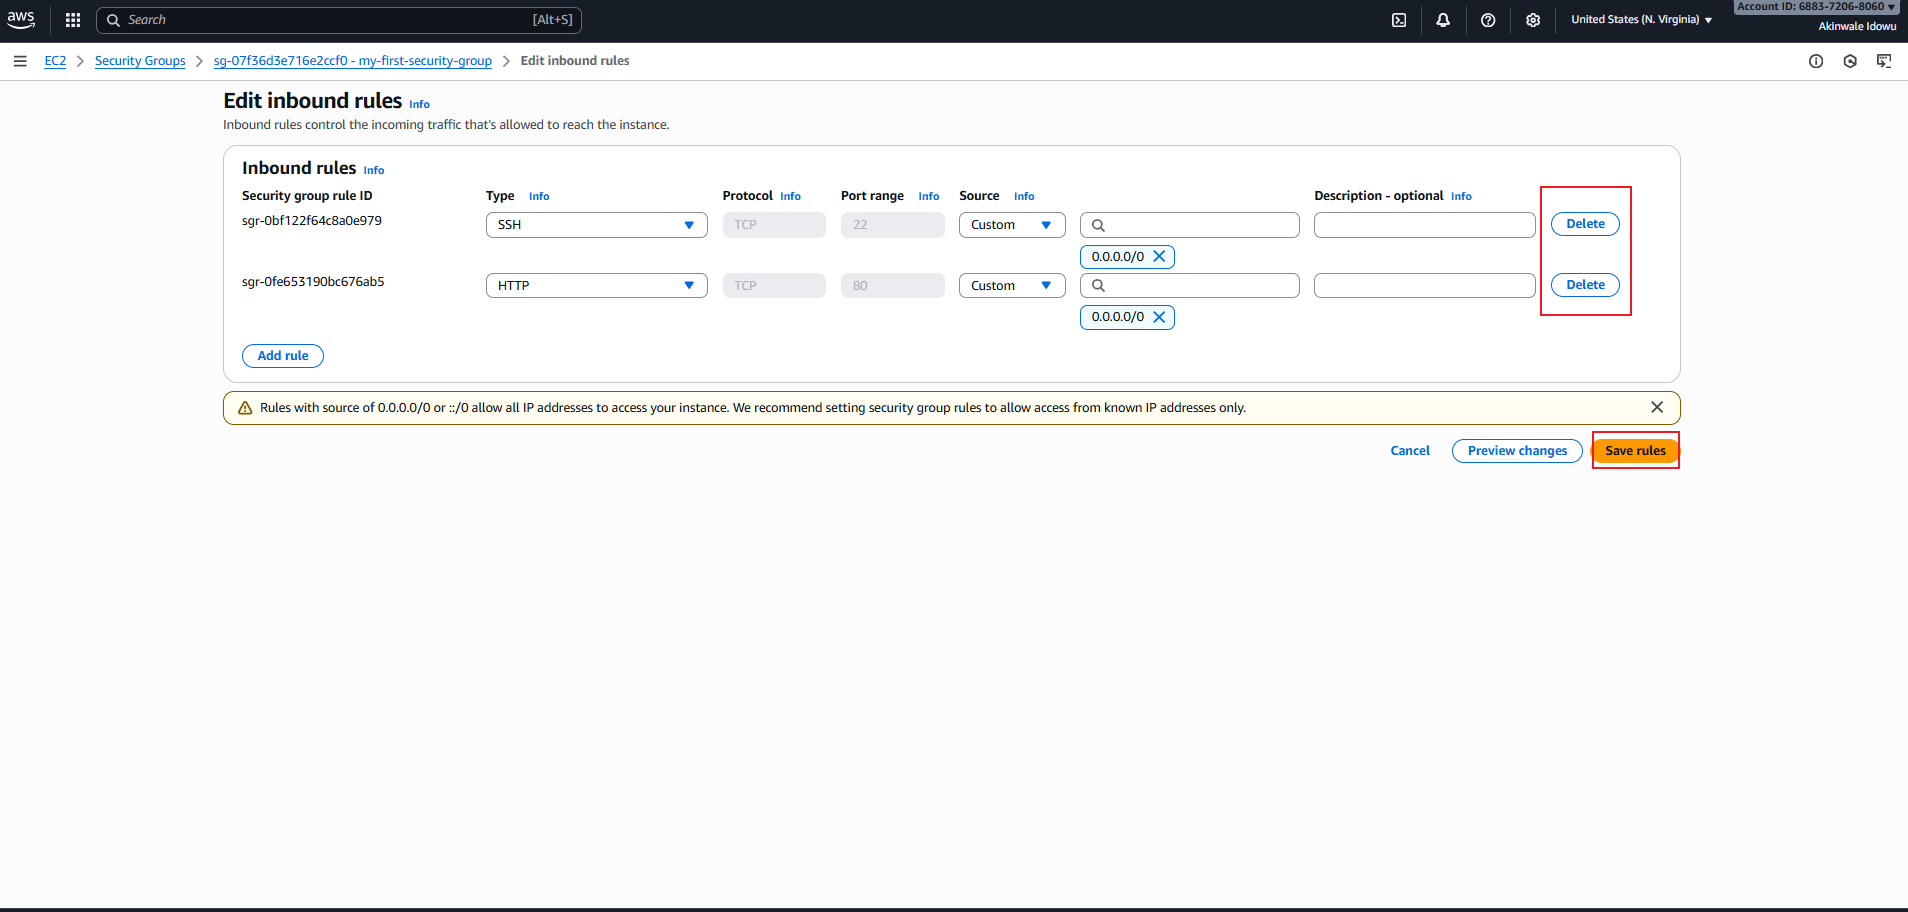 aws
Search [Alt+S]
United States (N. Virginia)
Account ID: 6883-7206-8060
Akinwale Idowu
EC2 > Security Groups > sg-07f36d3e716e2ccf0 - my-first-security-group > Edit inbound rules
Edit inbound rules Info
Inbound rules control the incoming traffic that's allowed to reach the instance.
Inbound rules Info
Security group rule ID Type Info Protocol Info Port range Info Source Info Description - optional Info
sgr-0bf122f64c8a0e979 SSH TCP 22 Custom Delete
0.0.0.0/0
sgr-0fe653190bc676ab5 HTTP TCP 80 Custom Delete
0.0.0.0/0
Add rule
Rules with source of 0.0.0.0/0 or ::/0 allow all IP addresses to access your instance. We recommend setting security group rules to allow access from known IP addresses only.
Cancel Preview changes Save rules